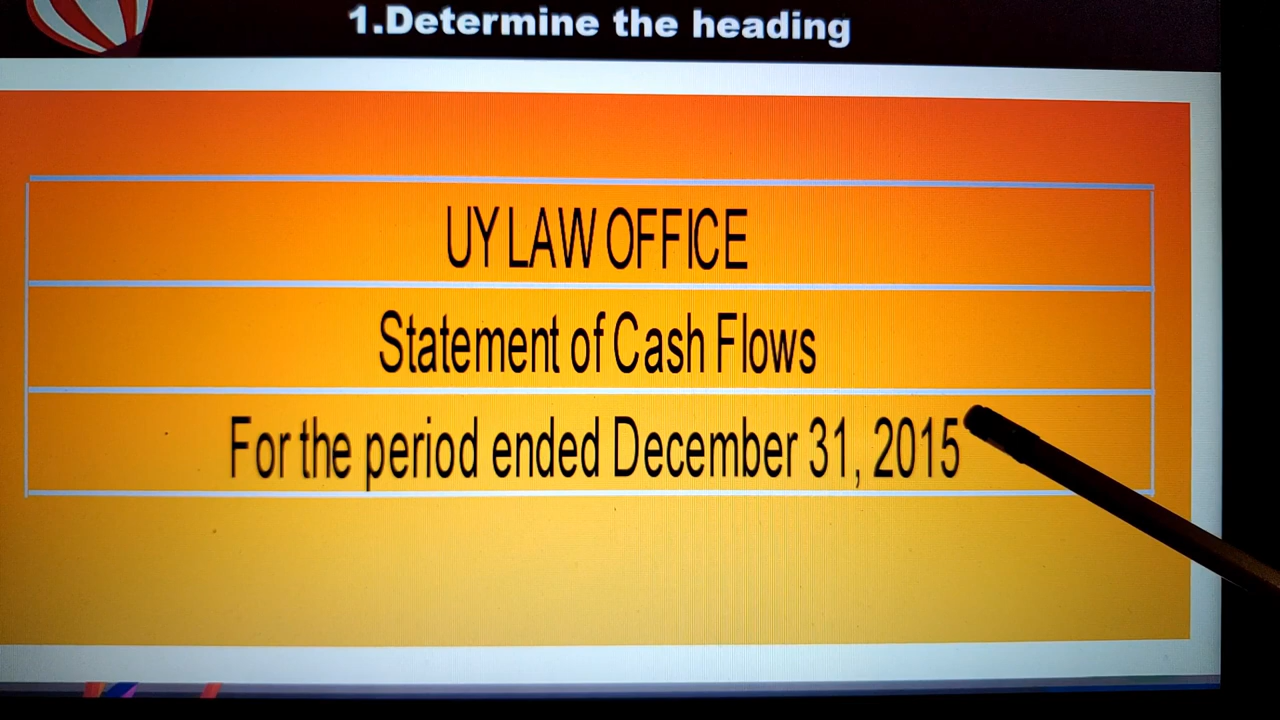 1.Determine the heading
UY LAW OFFICE
Statement of Cash Flows
For the period ended December 31, 2015